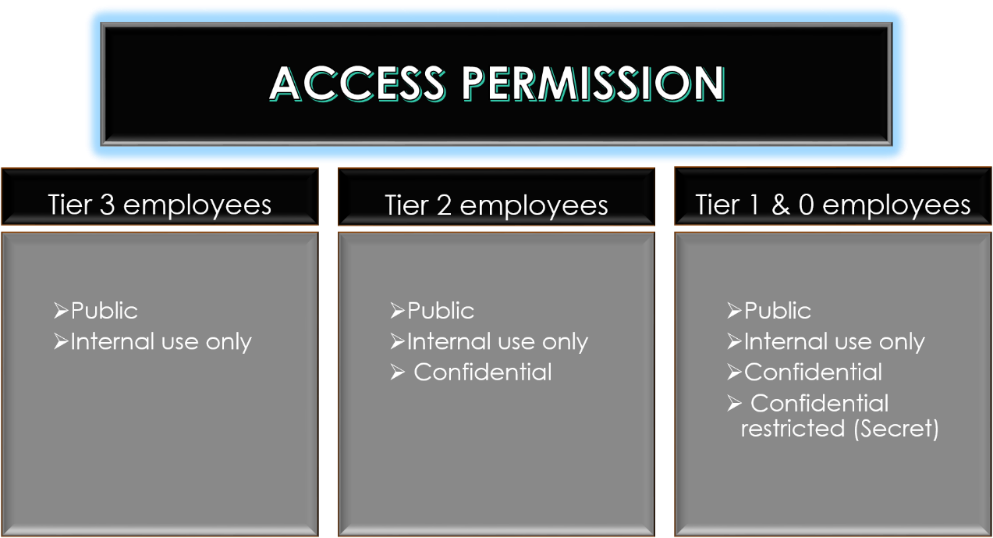 ACCESS PERMISSION
Tier 3 employees
➢Public
➢Internal use only
Tier 2 employees
➢Public
➢Internal use only
➢ Confidential
Tier 1 & 0 employees
➢Public
➢Internal use only
➢Confidential
➢ Confidential
restricted (Secret)